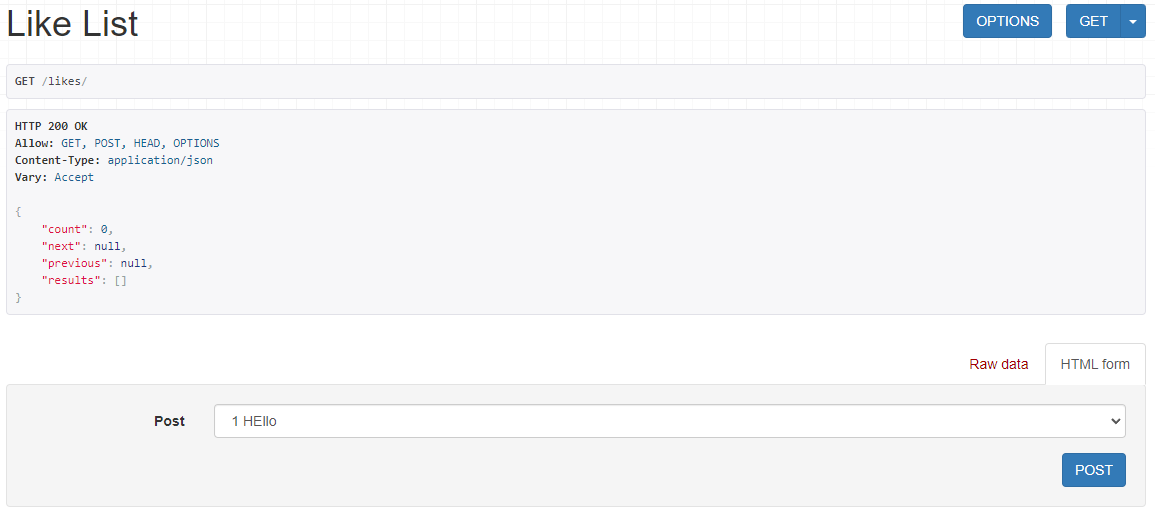 Like List
OPTIONS
GET
GET /likes/
HTTP 200 OK
Allow: GET, POST, HEAD, OPTIONS
Content-Type: application/json
Vary: Accept
{
    "count": 0,
    "next": null,
    "previous": null,
    "results": []
}
Raw data
HTML form
Post
1 HEllo
POST